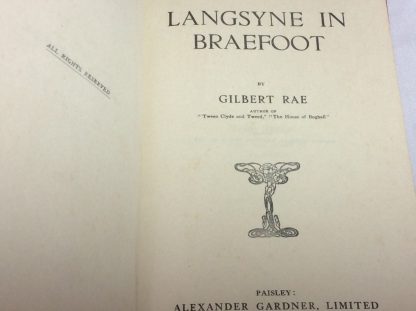 ALL RIGHTS RESERVED
LANGSYNE IN
BRAEFOOT
BY
GILBERT RAE
AUTHOR OF
"'Tween Clyde and Tweed," "The House of Boghall"
PAISLEY:
ALEXANDER GARDNER, LIMITED